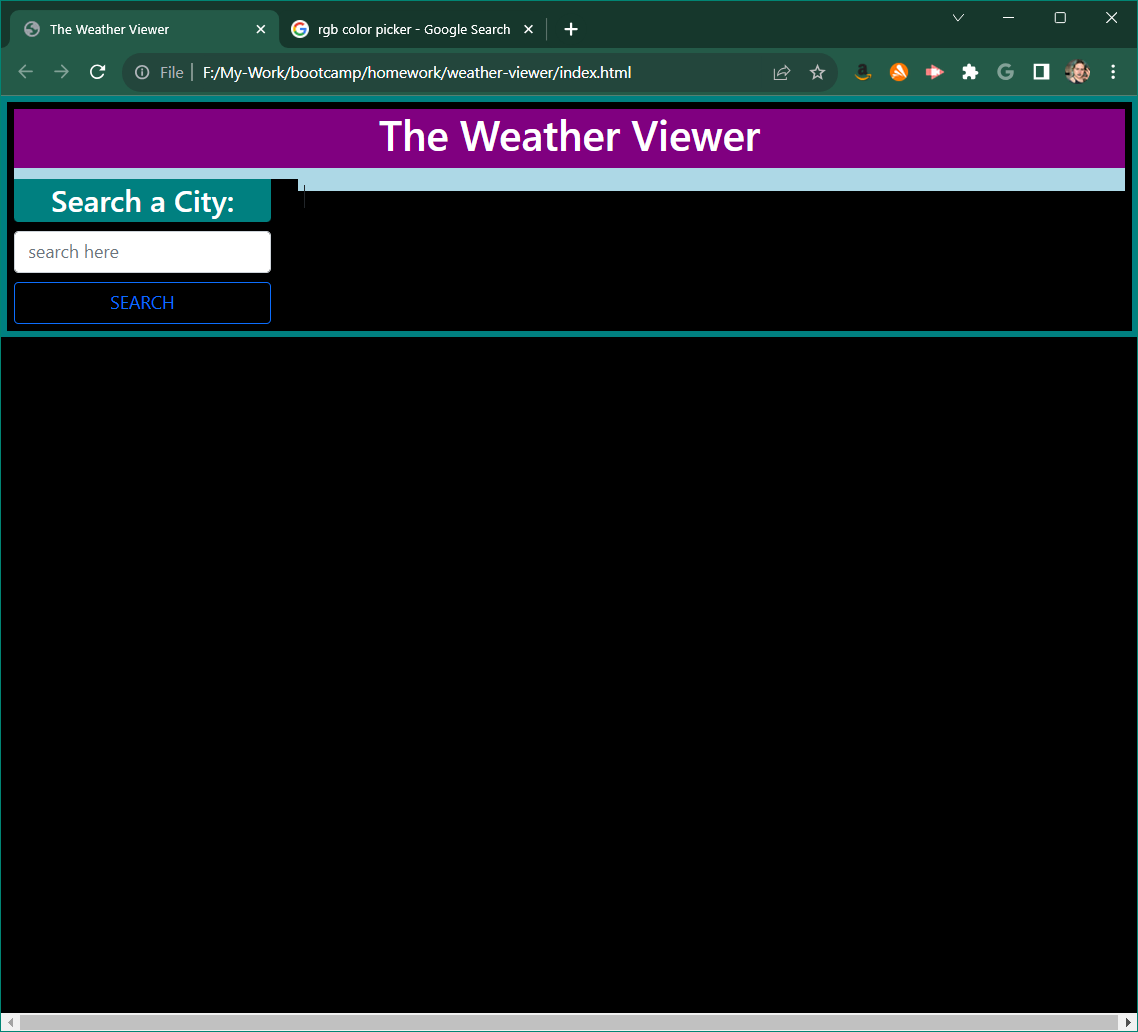 The Weather Viewer
rgb color picker - Google Search
File
F:/My-Work/bootcamp/homework/weather-viewer/index.html
The Weather Viewer
Search a City:
search here
SEARCH